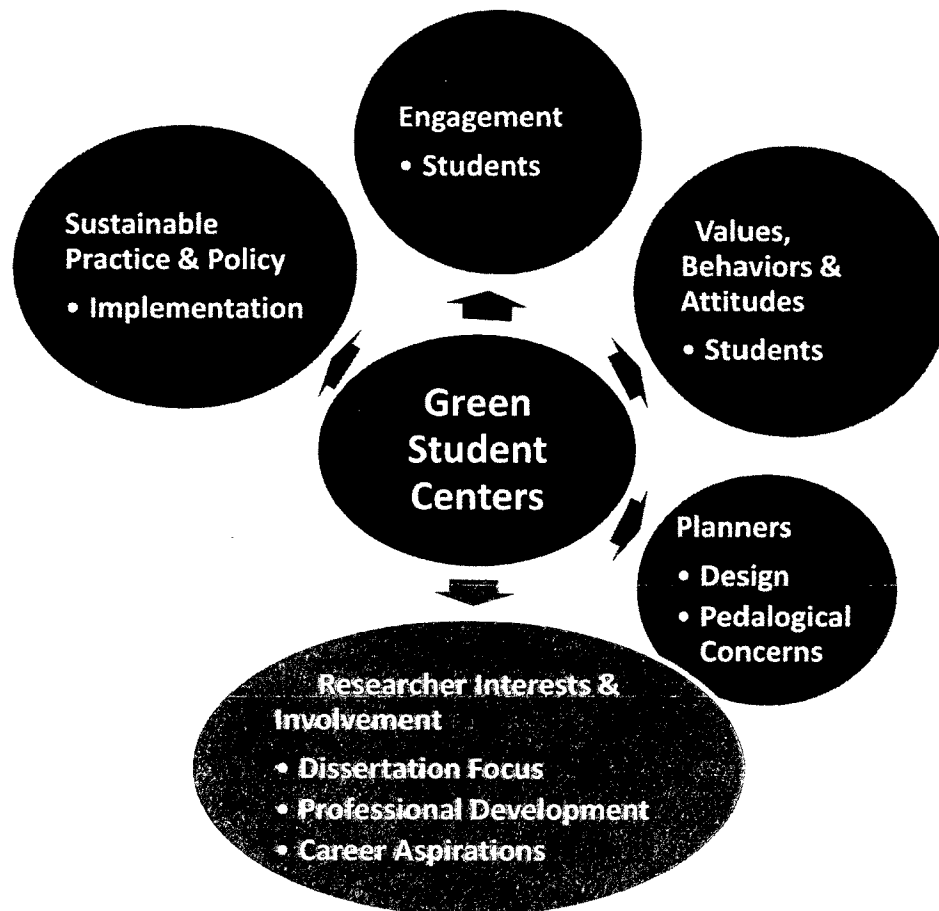 Engagement
• Students
Sustainable
Practice & Policy
• Implementation
Values,
Behaviors &
Attitudes
• Students
Green
Student
Centers
Planners
• Design
• Pedalogical
Concerns
Researcher Interests &
Involvement
• Dissertation Focus
• Professional Development
• Career Aspirations